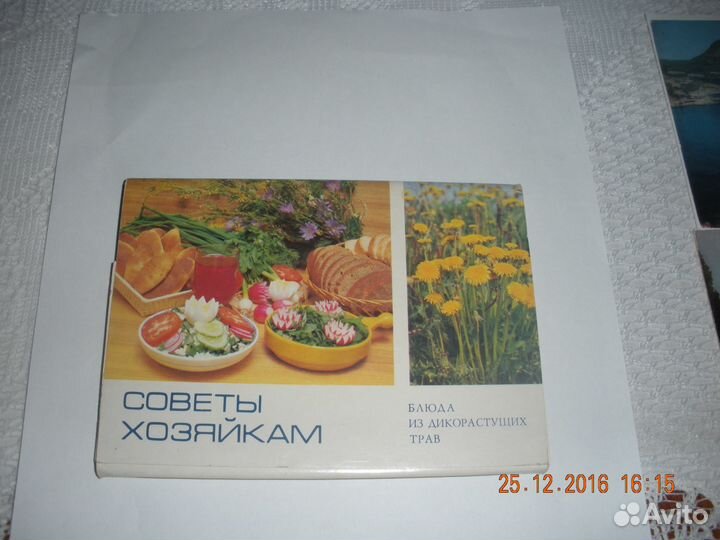 СОВЕТЫ
ХОЗЯЙКАМ
БЛЮДА
ИЗ ДИКОРАСТУЩИХ
ТРАВ
25.12.2016 16:15
Avito